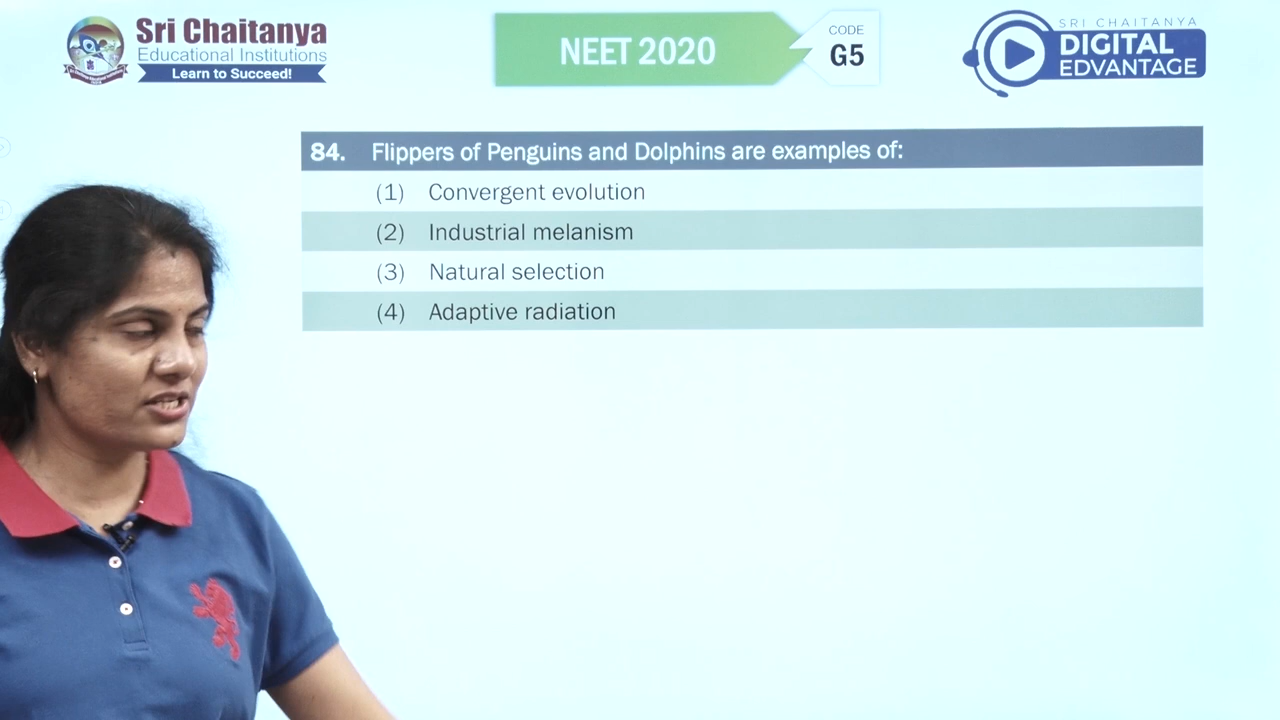 Sri Chaitanya
Educational Institutions
Learn to Succeed!
NEET 2020
CODE
G5
SRI CHAITANYA
DIGITAL
EDVANTAGE
84. Flippers of Penguins and Dolphins are examples of:
(1) Convergent evolution
(2) Industrial melanism
(3) Natural selection
(4) Adaptive radiation